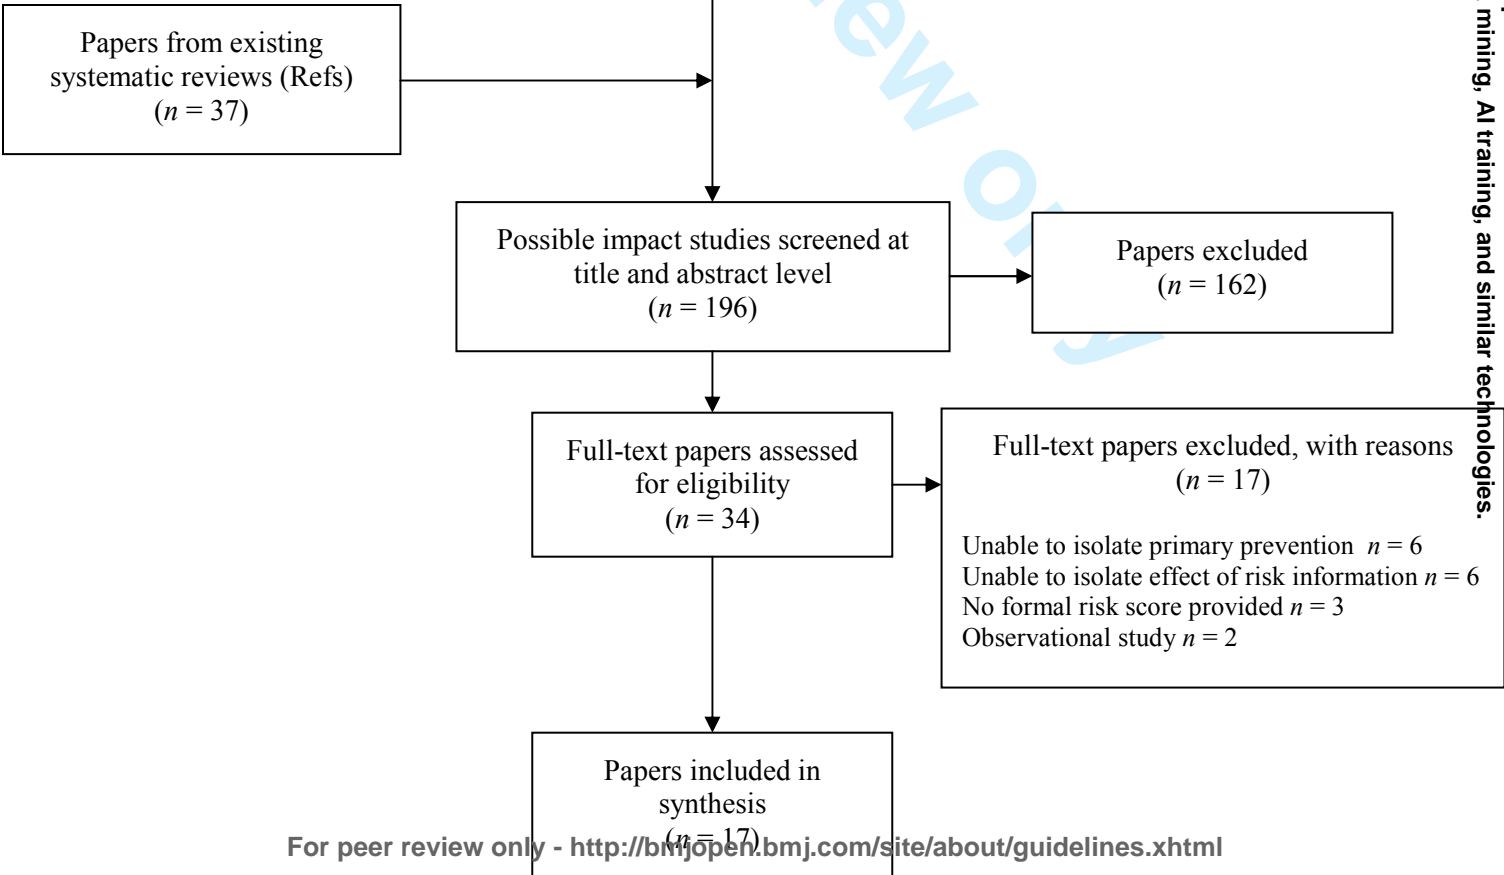 Papers from existing
systematic reviews (Refs)
(n = 37)
Possible impact studies screened at
title and abstract level
(n = 196)
Papers excluded
(n = 162)
Full-text papers assessed
for eligibility
(n = 34)
Full-text papers excluded, with reasons
(n = 17)
Unable to isolate primary prevention n = 6
Unable to isolate effect of risk information n = 6
No formal risk score provided n = 3
Observational study n = 2
Papers included in
synthesis
(n = 17)
For peer review only - http://bmjopen.bmj.com/site/about/guidelines.xhtml
mining, AI training, and similar technologies.
ew only